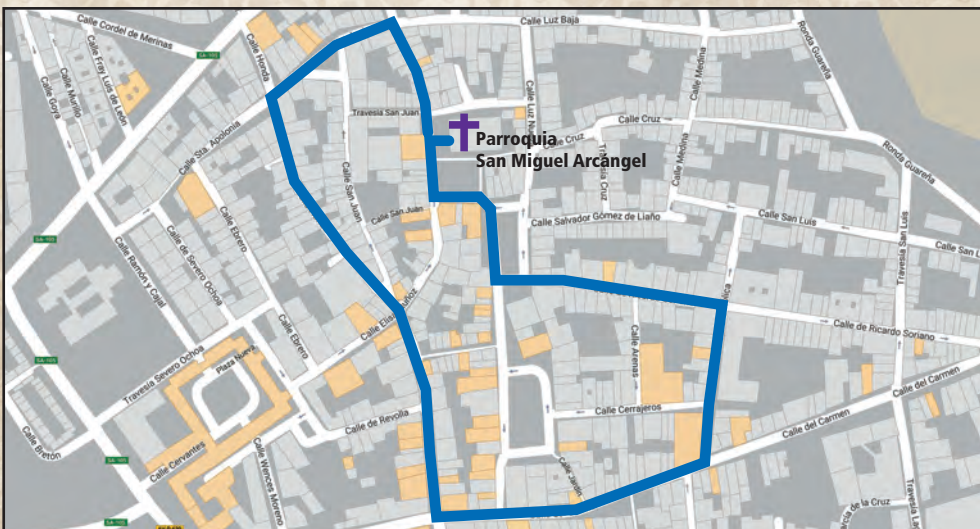 Calle Luz Baja
Calle Cordel de Merinas
SA-105
Calle Honda
Ronda Guareña
Calle Fray Luis de León
Calle Murillo
Calle Goya
Calle Medina
Travesía San Juan
Calle Cruz
Calle Sta. Apolonia
Parroquia
San Miguel Arcángel
Calle Cruz
Travesía Cruz
Calle Medina
Ronda Guareña
Calle San Juan
Calle San Juan
Calle Salvador Gómez de Liaño
Calle San Luis
Travesía San Luis
Calle San L
SA-105
Calle Ebrero
Calle de Severo Ochoa
Calle Ramón y Cajal
Calle Ebrero
Calle de Ricardo Soriano
Calle Arenas
Travesía Severo Ochoa
Plaza Nueva
SA-105
Calle del Carmen
Calle Cerrajeros
Calle de Revolla
Calle del Carmen
Calle Bretón
Calle Cervantes
Calle Wences Moreno
Calle Jardín
SA-105